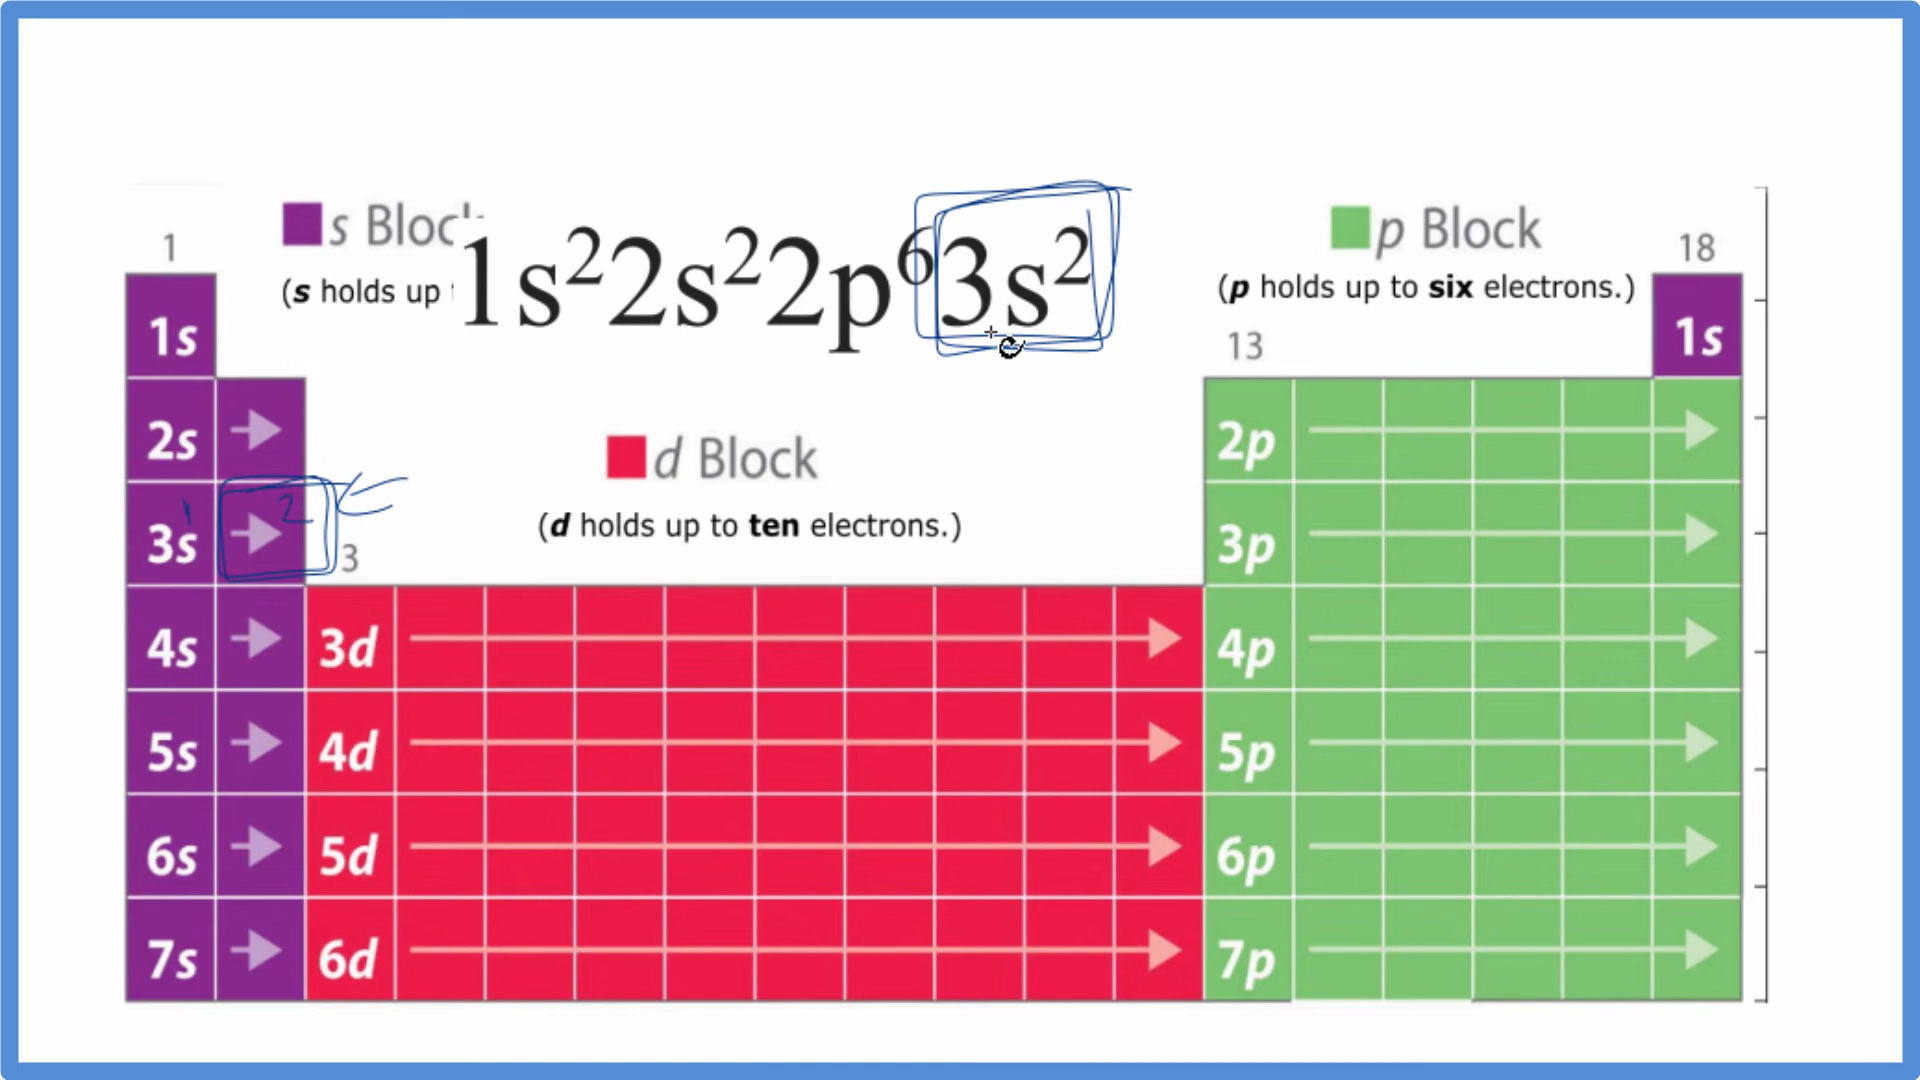 s Bloc
1s²2s²2p⁶3s²
p Block
1
18
(s holds up
(p holds up to six electrons.)
1s
1s
13
2s
2p
d Block
1
2
(d holds up to ten electrons.)
3s
3
3p
4s
3d
4p
5s
4d
5p
6s
5d
6p
7s
6d
7p